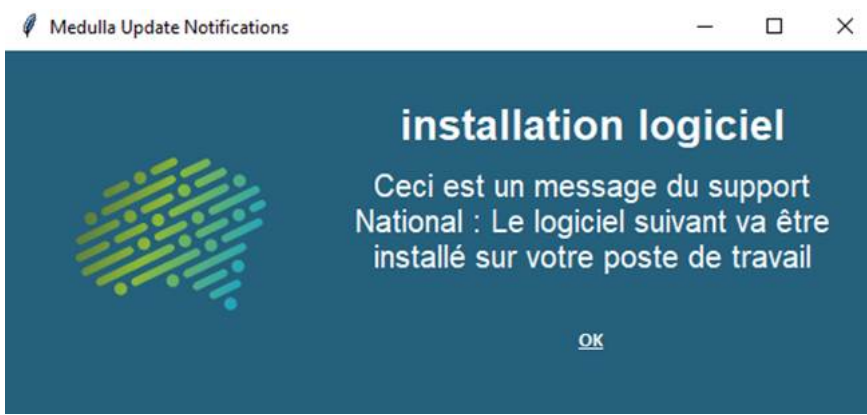 Medulla Update Notifications
installation logiciel
Ceci est un message du support
National : Le logiciel suivant va être
installé sur votre poste de travail
OK